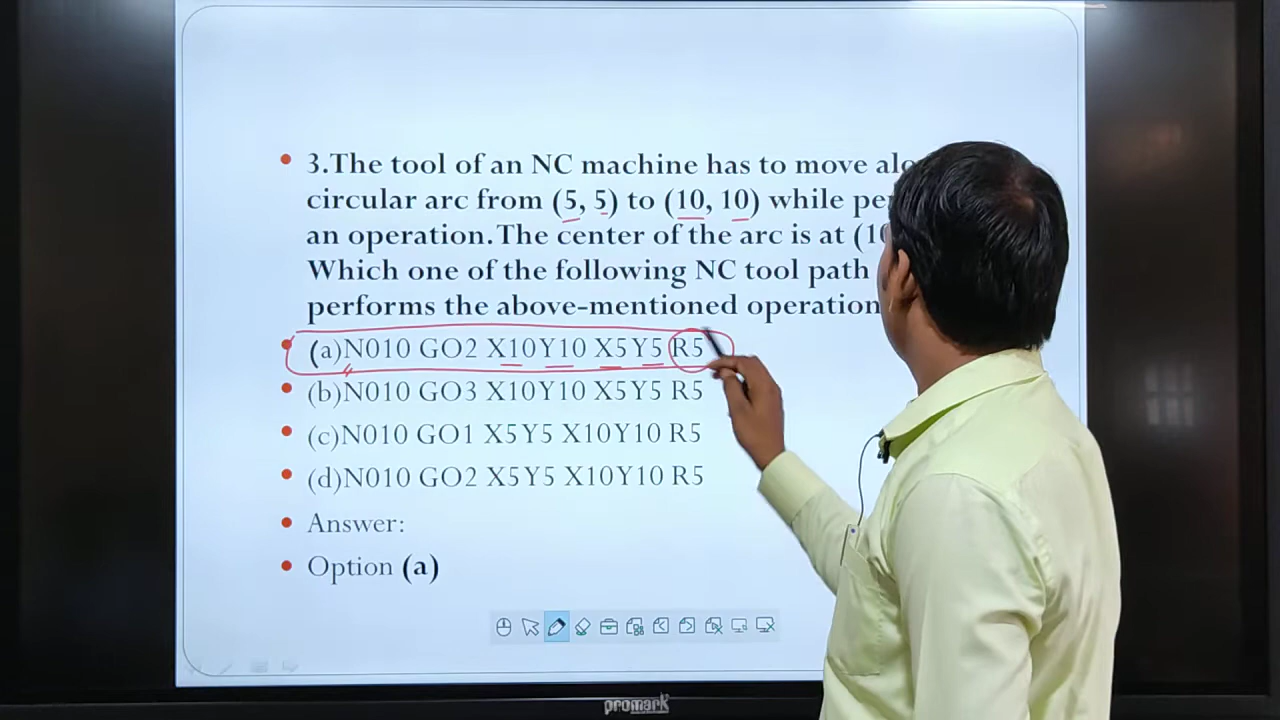 3.The tool of an NC machine has to move
circular arc from (5, 5) to (10, 10) while
an operation.The center of the arc is at
Which one of the following NC tool path
performs the above-mentioned operation
(a)N010 GO2 X10Y10 X5Y5 R5
(b)N010 GO3 X10Y10 X5Y5 R5
(c)N010 GO1 X5Y5 X10Y10 R5
(d)N010 GO2 X5Y5 X10Y10 R5
Answer:
Option (a)
promark